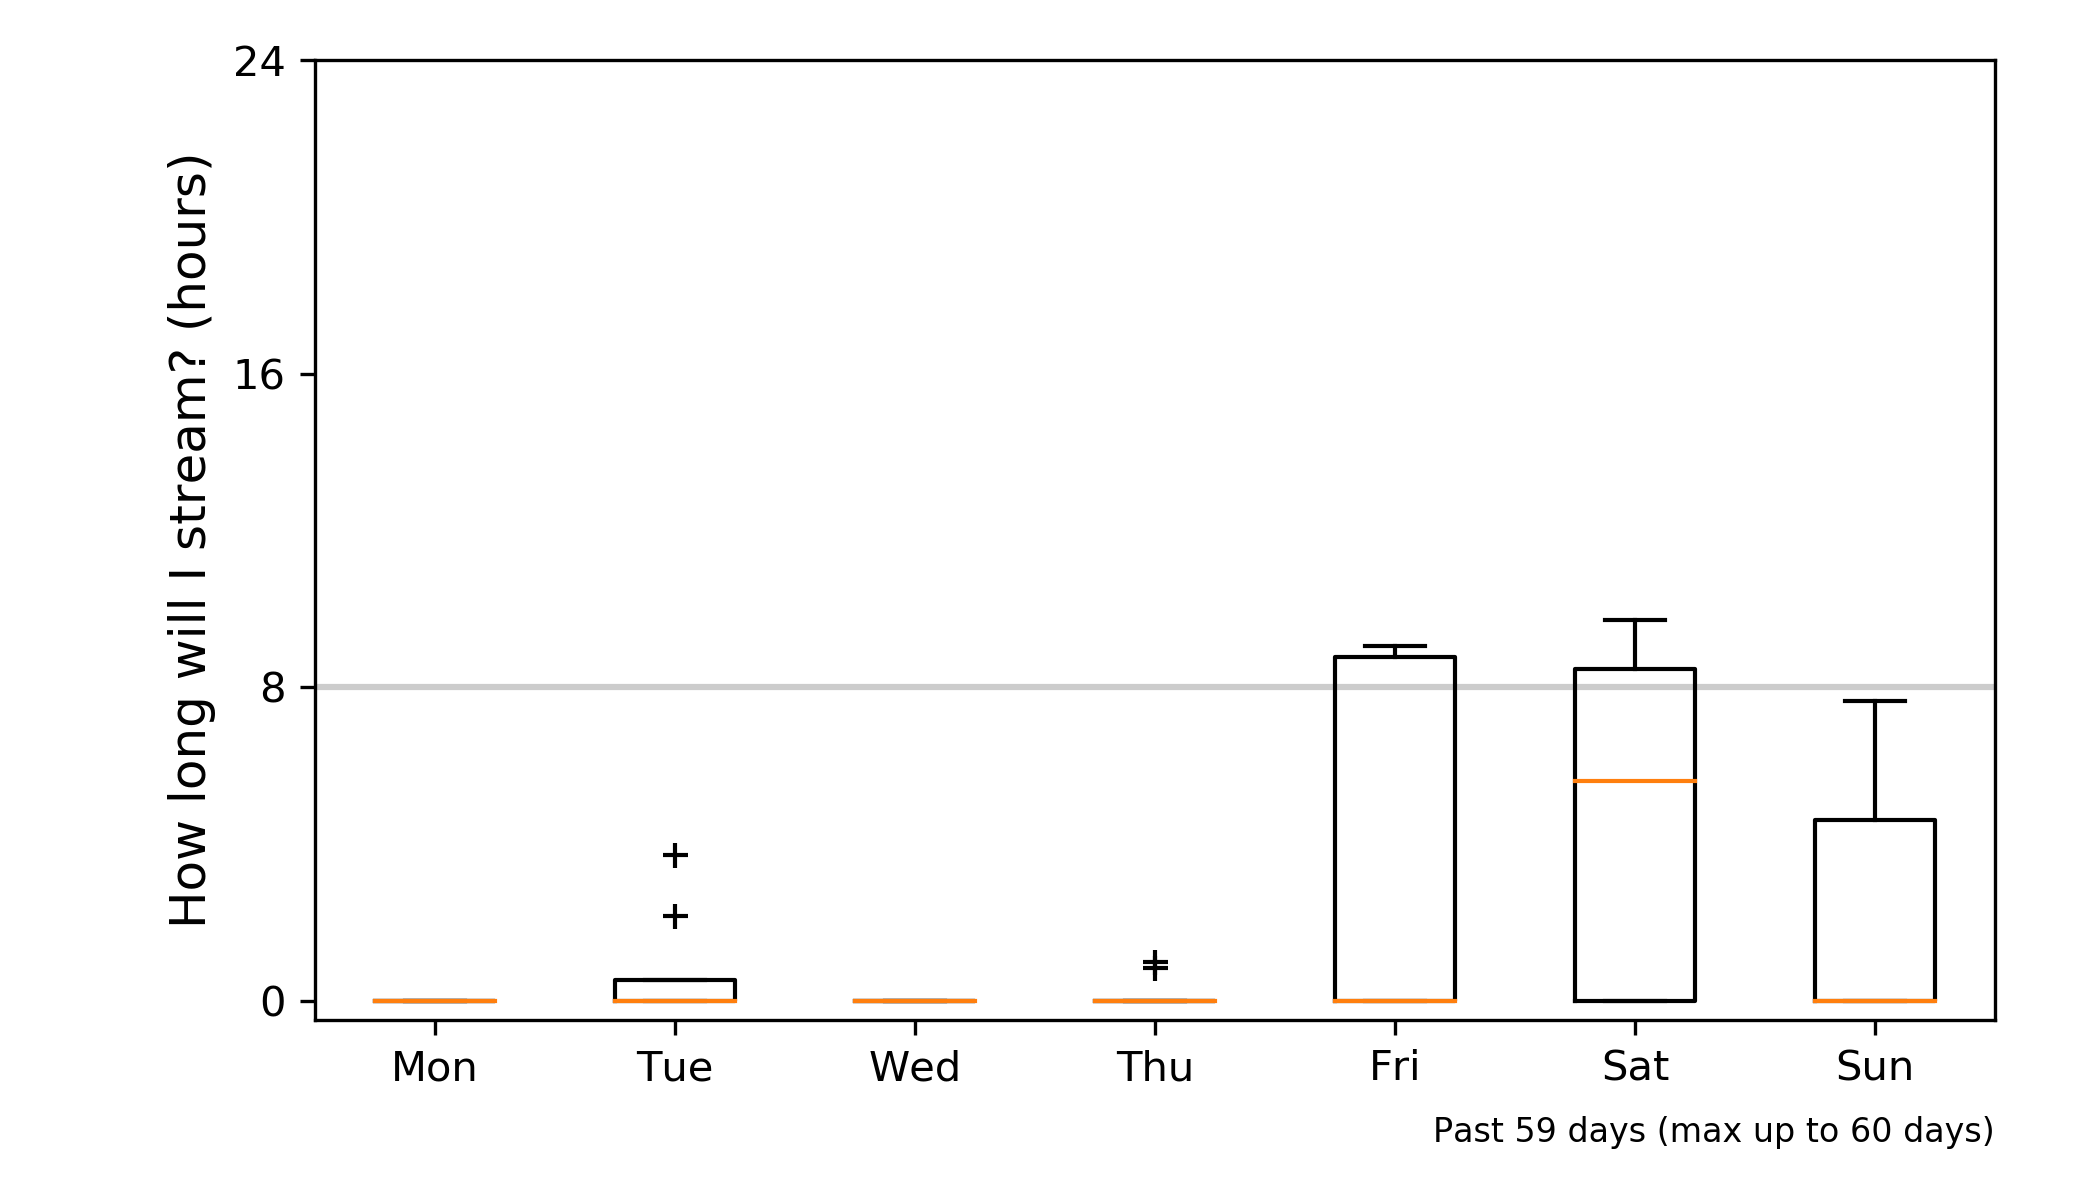 How long will I stream? (hours)
24
16
8
0
Mon Tue Wed Thu Fri Sat Sun
Past 59 days (max up to 60 days)